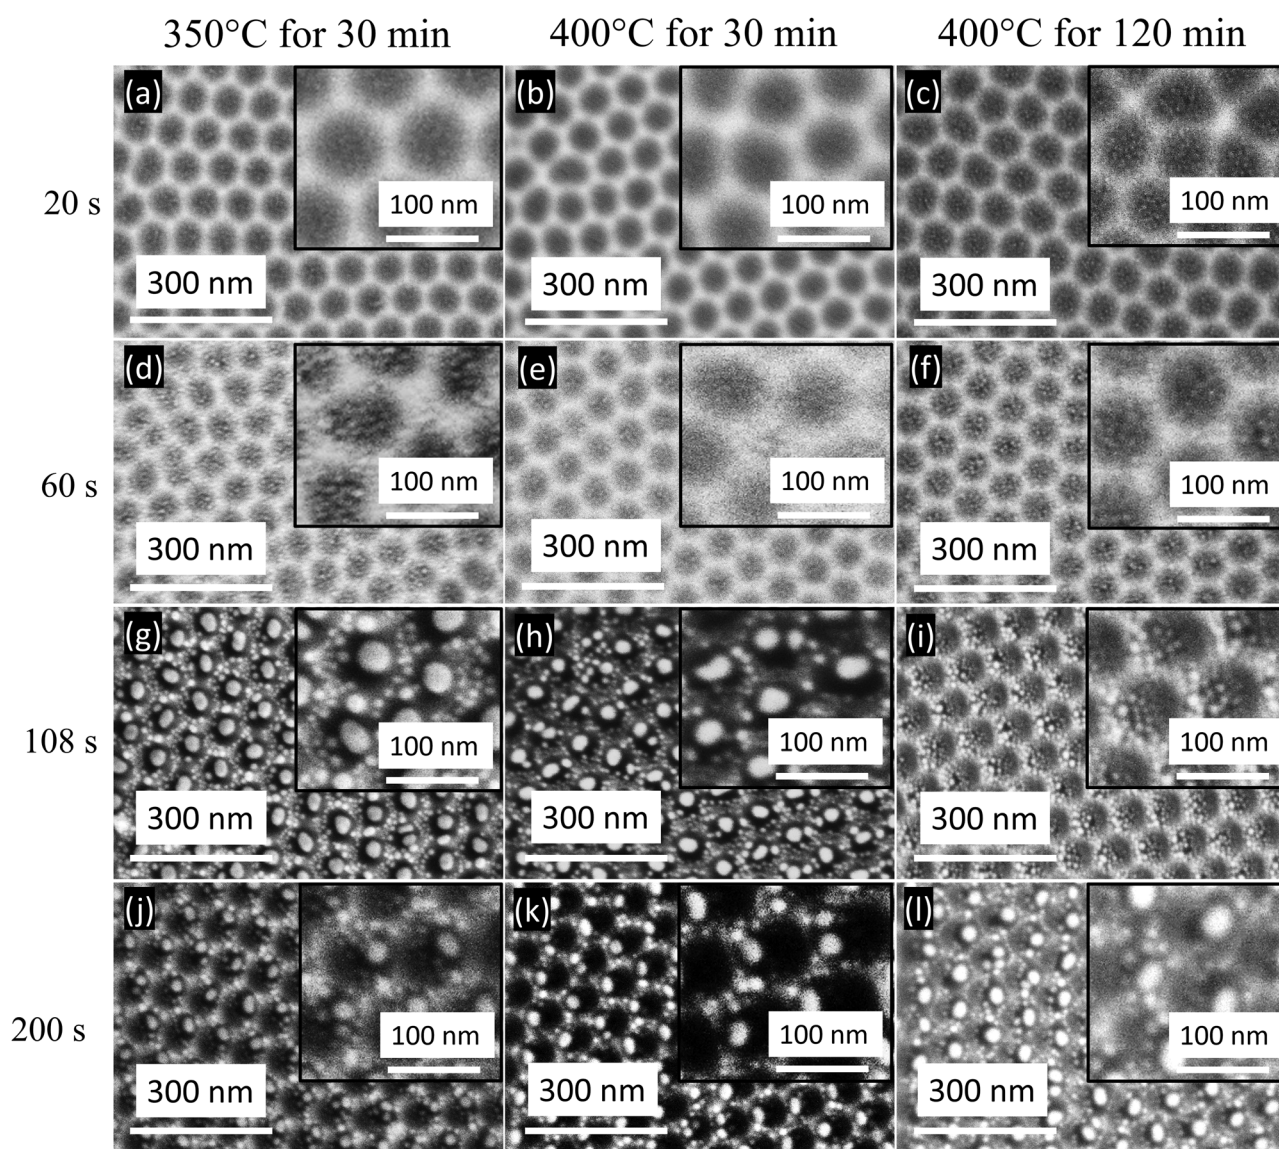 350°C for 30 min 400°C for 30 min 400°C for 120 min
20 s
(a) 100 nm 300 nm
(b) 100 nm 300 nm
(c) 100 nm 300 nm
60 s
(d) 100 nm 300 nm
(e) 100 nm 300 nm
(f) 100 nm 300 nm
108 s
(g) 100 nm 300 nm
(h) 100 nm 300 nm
(i) 100 nm 300 nm
200 s
(j) 100 nm 300 nm
(k) 100 nm 300 nm
(l) 100 nm 300 nm